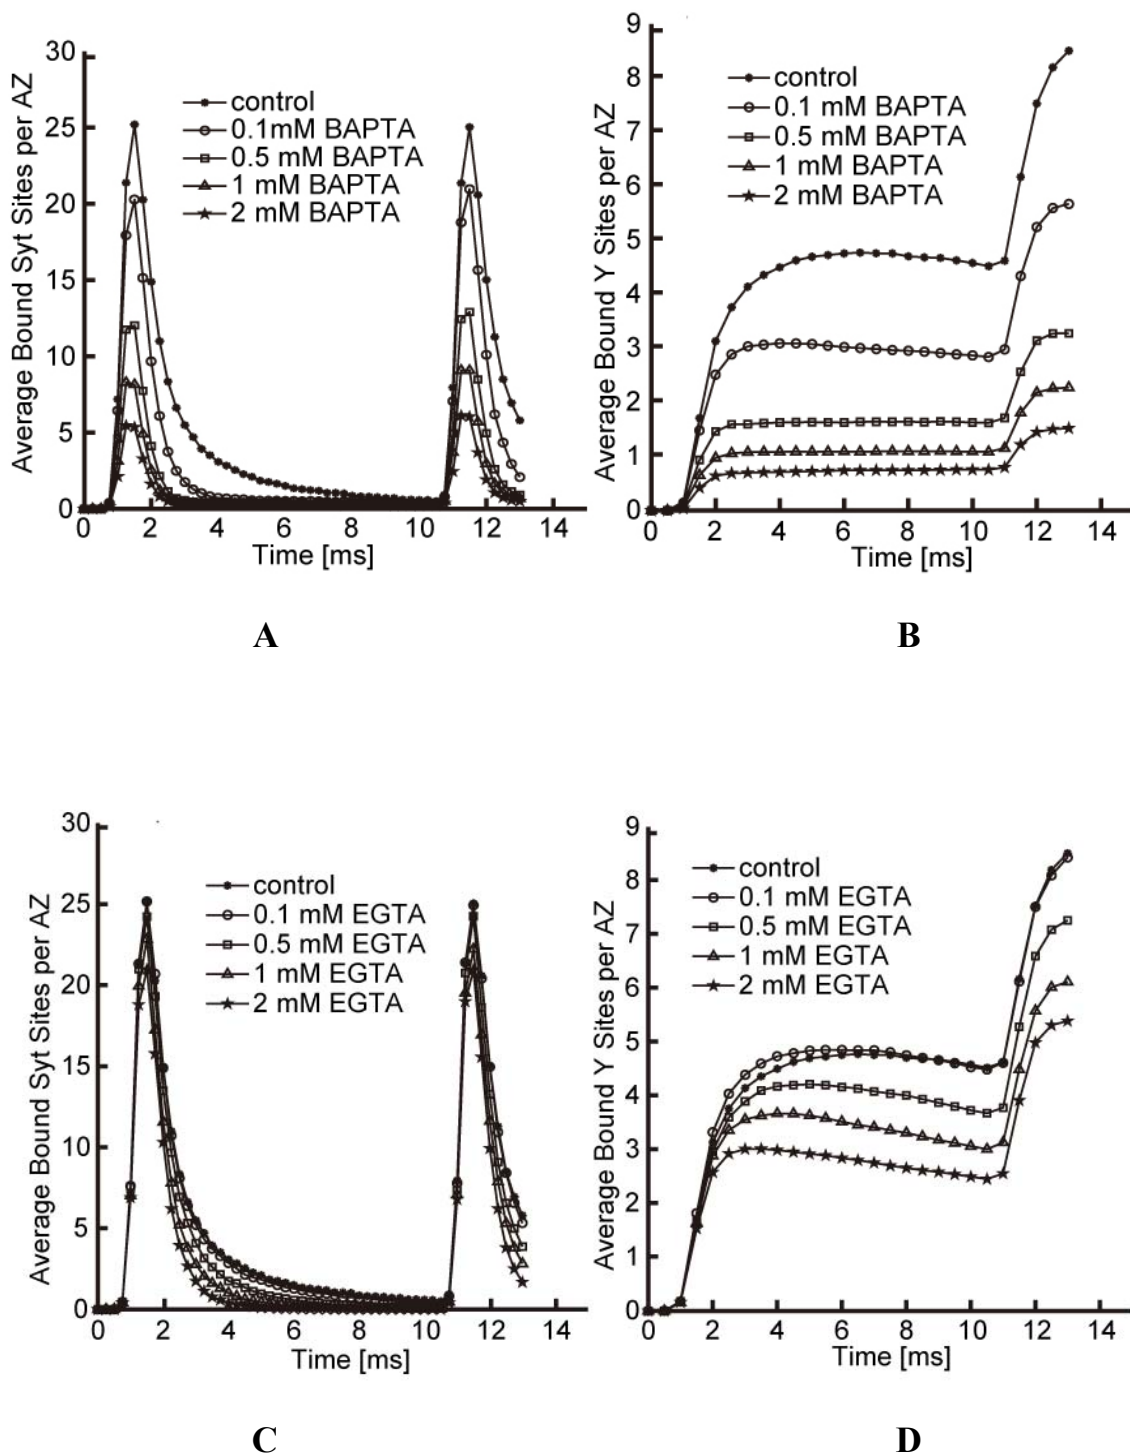 Average Bound Syt Sites per AZ
30
25
20
15
10
5
0
control
0.1mM BAPTA
0.5 mM BAPTA
1 mM BAPTA
2 mM BAPTA
0 2 4 6 8 10 12 14
Time [ms]
A
Average Bound Y Sites per AZ
9
8
7
6
5
4
3
2
1
0
control
0.1 mM BAPTA
0.5 mM BAPTA
1 mM BAPTA
2 mM BAPTA
0 2 4 6 8 10 12 14
Time [ms]
B
Average Bound Syt Sites per AZ
30
25
20
15
10
5
0
control
0.1 mM EGTA
0.5 mM EGTA
1 mM EGTA
2 mM EGTA
0 2 4 6 8 10 12 14
Time [ms]
C
Average Bound Y Sites per AZ
9
8
7
6
5
4
3
2
1
0
control
0.1 mM EGTA
0.5 mM EGTA
1 mM EGTA
2 mM EGTA
0 2 4 6 8 10 12 14
Time [ms]
D